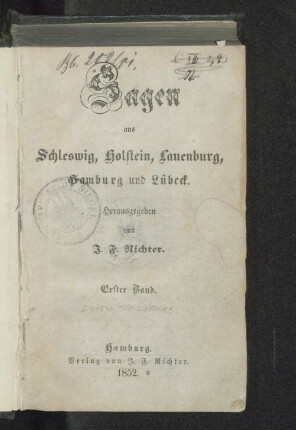 Sagen
aus
Schleswig, Holstein, Lauenburg,
Hamburg und Lübeck.
Herausgegeben
von
J. F. Richter.
Erster Band.
Hamburg.
Verlag von J. F. Richter.
1852.